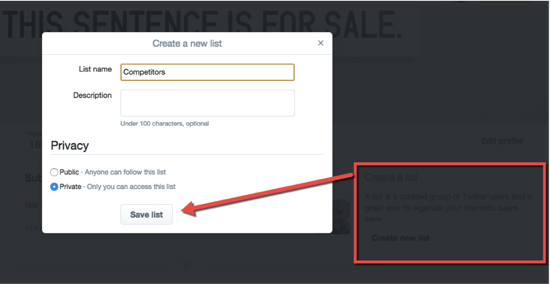 THIS SENTENCE IS FOR SALE.
Create a new list
×
List name
Competitors
Description
Under 100 characters, optional
Privacy
Public · Anyone can follow this list
Private · Only you can access this list
Save list
Edit profile
Create a list
A list is a curated group of Twitter users and a
great way to organize your interests.
Create new list